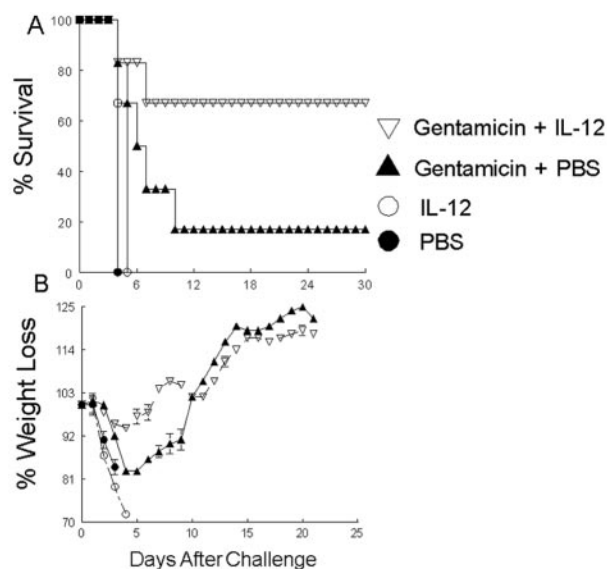 A
100
80
60
40
20
0
% Survival
0 6 12 18 24 30
Gentamicin + IL-12
Gentamicin + PBS
IL-12
PBS
B
125
114
103
92
81
70
% Weight Loss
0 5 10 15 20 25
Days After Challenge